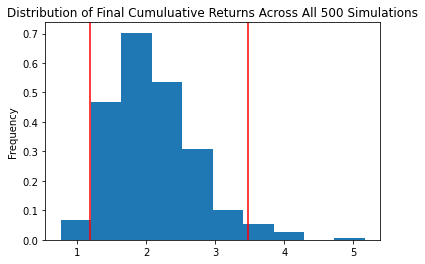 Distribution of Final Cumuluative Returns Across All 500 Simulations
0.7
0.6
0.5
0.4
0.3
0.2
0.1
0.0
Frequency
1 2 3 4 5